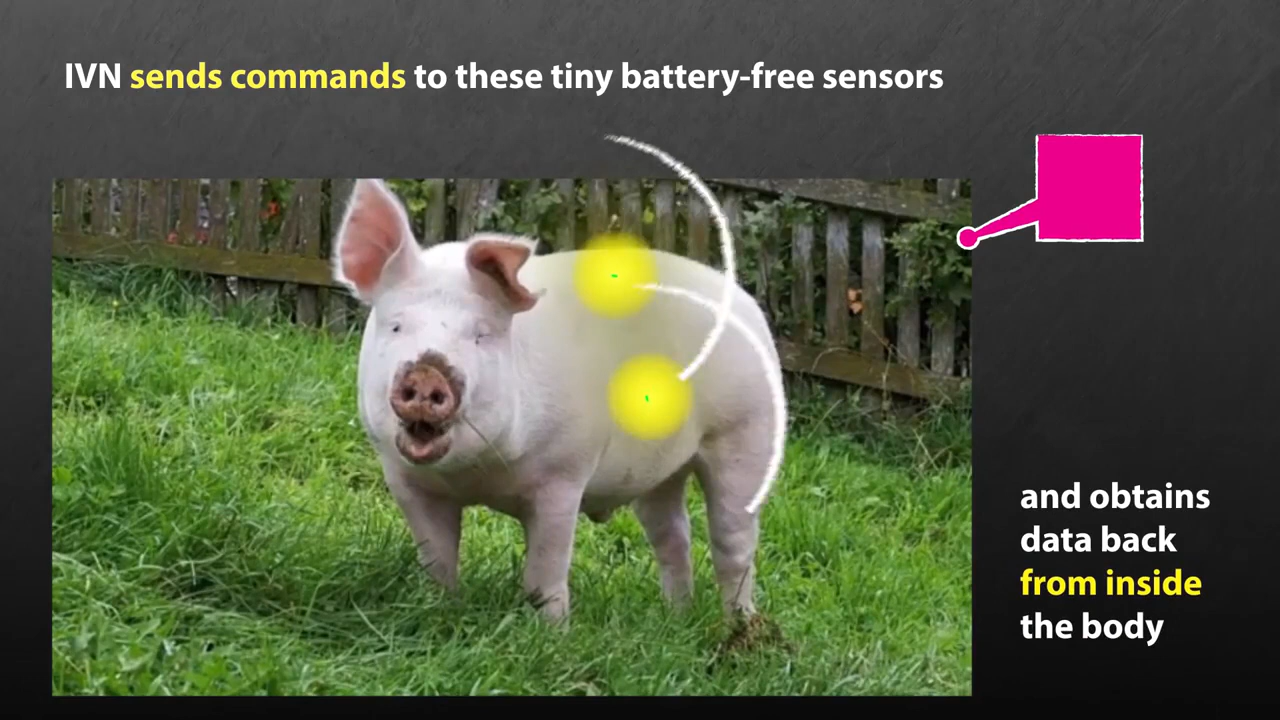 IVN sends commands to these tiny battery-free sensors
and obtains
data back
from inside
the body